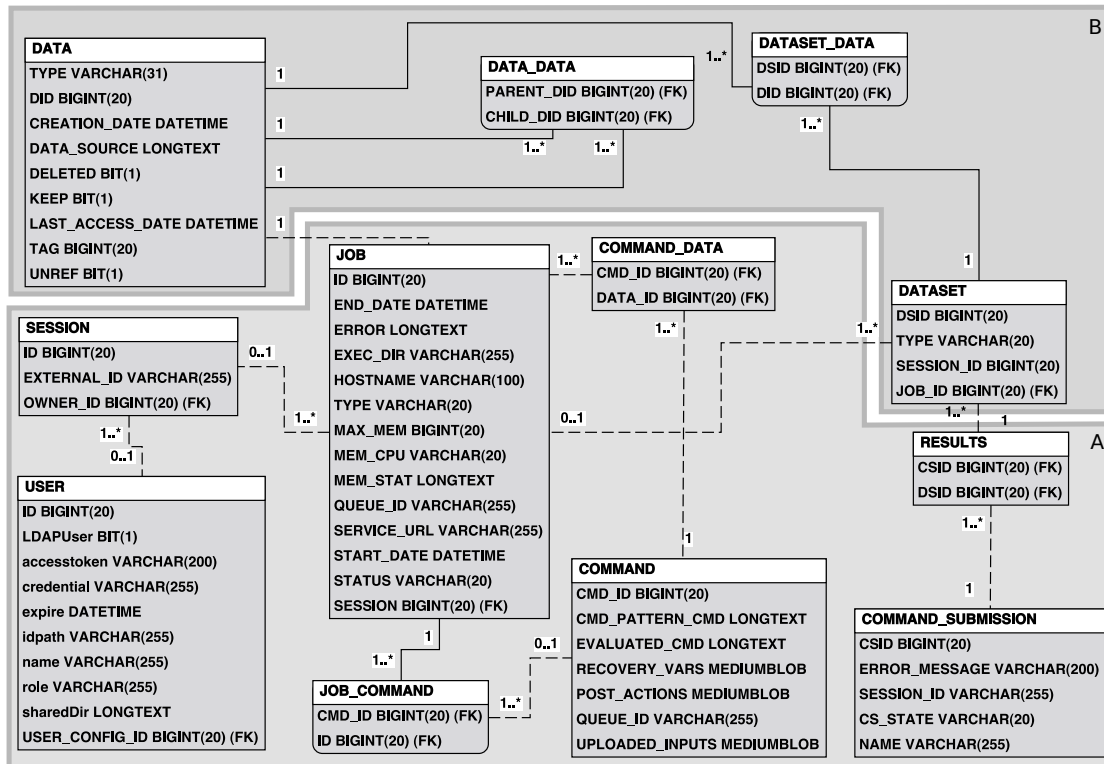 B
DATA
TYPE VARCHAR(31)
DID BIGINT(20)
CREATION_DATE DATETIME
DATA_SOURCE LONGTEXT
DELETED BIT(1)
KEEP BIT(1)
LAST_ACCESS_DATE DATETIME
TAG BIGINT(20)
UNREF BIT(1)
1
1
1
1
DATA_DATA
PARENT_DID BIGINT(20) (FK)
CHILD_DID BIGINT(20) (FK)
1..*
1..*
1..*
DATASET_DATA
DSID BIGINT(20) (FK)
DID BIGINT(20) (FK)
1..*
1
DATASET
DSID BIGINT(20)
TYPE VARCHAR(20)
SESSION_ID BIGINT(20)
JOB_ID BIGINT(20) (FK)
1..*
1..*
1
A
SESSION
ID BIGINT(20)
EXTERNAL_ID VARCHAR(255)
OWNER_ID BIGINT(20) (FK)
0..1
1..*
1..*
0..1
USER
ID BIGINT(20)
LDAPUser BIT(1)
accesstoken VARCHAR(200)
credential VARCHAR(255)
expire DATETIME
idpath VARCHAR(255)
name VARCHAR(255)
role VARCHAR(255)
sharedDir LONGTEXT
USER_CONFIG_ID BIGINT(20) (FK)
JOB
ID BIGINT(20)
END_DATE DATETIME
ERROR LONGTEXT
EXEC_DIR VARCHAR(255)
HOSTNAME VARCHAR(100)
TYPE VARCHAR(20)
MAX_MEM BIGINT(20)
MEM_CPU VARCHAR(20)
MEM_STAT LONGTEXT
QUEUE_ID VARCHAR(255)
SERVICE_URL VARCHAR(255)
START_DATE DATETIME
STATUS VARCHAR(20)
SESSION BIGINT(20) (FK)
1..*
0..1
1
1..*
JOB_COMMAND
CMD_ID BIGINT(20) (FK)
ID BIGINT(20) (FK)
1..*
0..1
COMMAND_DATA
CMD_ID BIGINT(20) (FK)
DATA_ID BIGINT(20) (FK)
1..*
1
COMMAND
CMD_ID BIGINT(20)
CMD_PATTERN_CMD LONGTEXT
EVALUATED_CMD LONGTEXT
RECOVERY_VARS MEDIUMBLOB
POST_ACTIONS MEDIUMBLOB
QUEUE_ID VARCHAR(255)
UPLOADED_INPUTS MEDIUMBLOB
RESULTS
CSID BIGINT(20) (FK)
DSID BIGINT(20) (FK)
1..*
1
COMMAND_SUBMISSION
CSID BIGINT(20)
ERROR_MESSAGE VARCHAR(200)
SESSION_ID VARCHAR(255)
CS_STATE VARCHAR(20)
NAME VARCHAR(255)